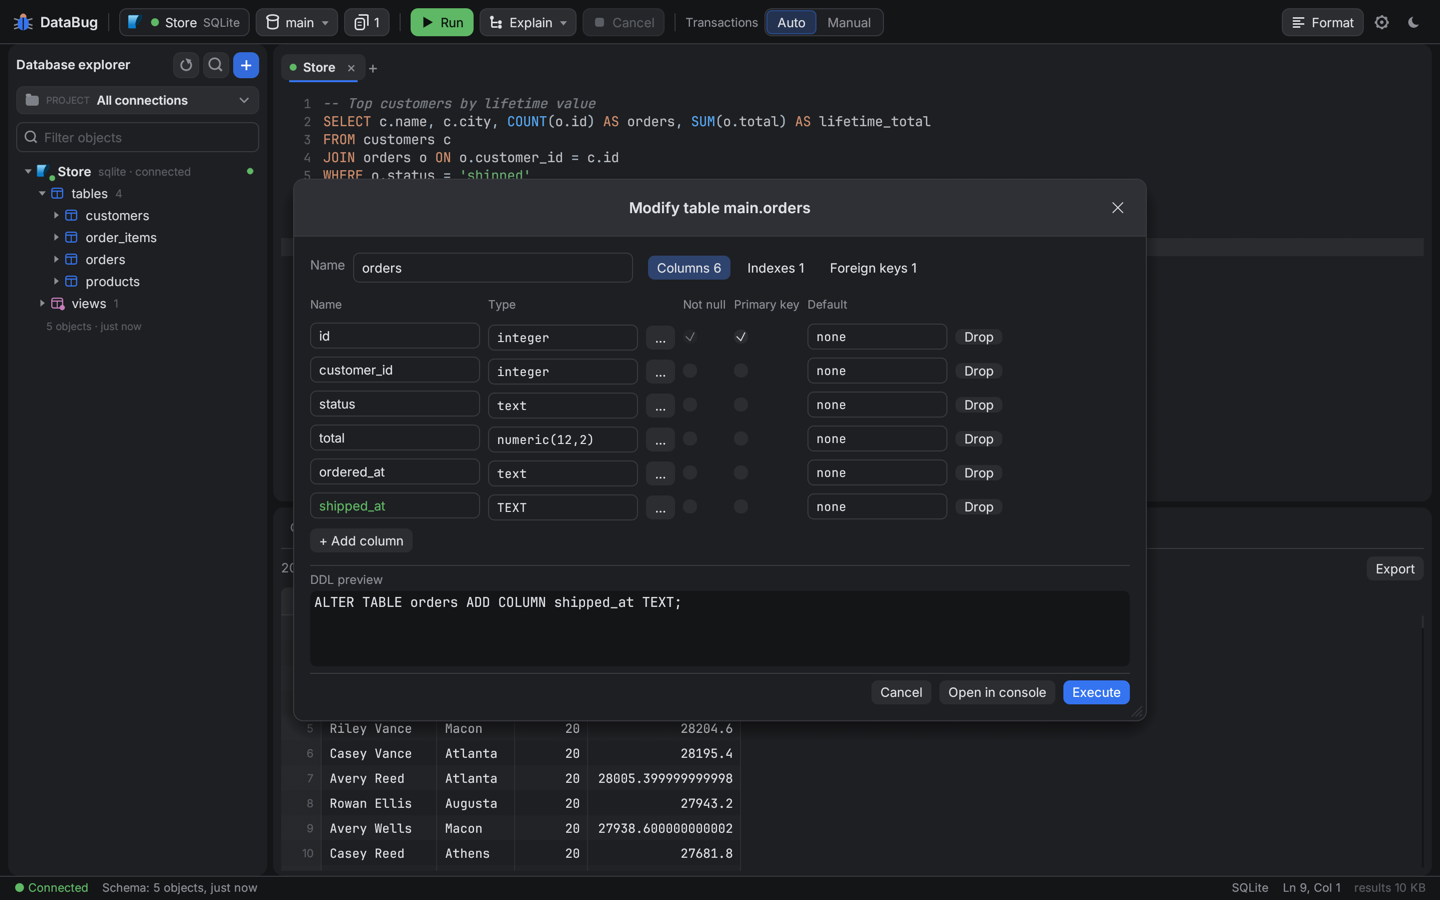 DataBug
Store SQLite
main
1
Run
Explain
Cancel
Transactions
Auto
Manual
Format
Database explorer
PROJECT All connections
Filter objects
Store sqlite · connected
tables 4
customers
order_items
orders
products
views 1
5 objects · just now
Store
1 -- Top customers by lifetime value
2 SELECT c.name, c.city, COUNT(o.id) AS orders, SUM(o.total) AS lifetime_total
3 FROM customers c
4 JOIN orders o ON o.customer_id = c.id
5 WHERE o.status = 'shipped'
Modify table main.orders
Name orders
Columns 6
Indexes 1
Foreign keys 1
Name Type Not null Primary key Default
id integer ... none Drop
customer_id integer ... none Drop
status text ... none Drop
total numeric(12,2) ... none Drop
ordered_at text ... none Drop
shipped_at TEXT ... none Drop
+ Add column
DDL preview
ALTER TABLE orders ADD COLUMN shipped_at TEXT;
Cancel
Open in console
Execute
Export
5 Riley Vance Macon 20 28204.6
6 Casey Vance Atlanta 20 28195.4
7 Avery Reed Atlanta 20 28005.399999999998
8 Rowan Ellis Augusta 20 27943.2
9 Avery Wells Macon 20 27938.600000000002
10 Casey Reed Athens 20 27681.8
Connected
Schema: 5 objects, just now
SQLite
Ln 9, Col 1
results 10 KB